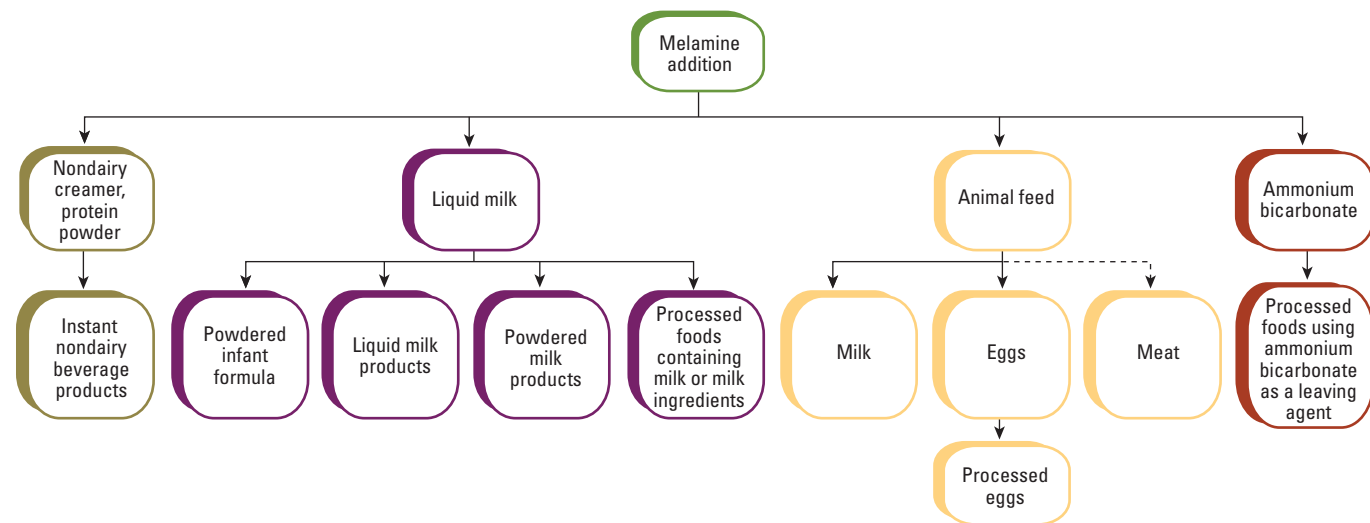 Melamine
addition
Nondairy
creamer,
protein
powder
Liquid milk
Animal feed
Ammonium
bicarbonate
Instant
nondairy
beverage
products
Powdered
infant
formula
Liquid milk
products
Powdered
milk
products
Processed
foods
containing
milk or milk
ingredients
Milk
Eggs
Meat
Processed
foods using
ammonium
bicarbonate
as a leaving
agent
Processed
eggs